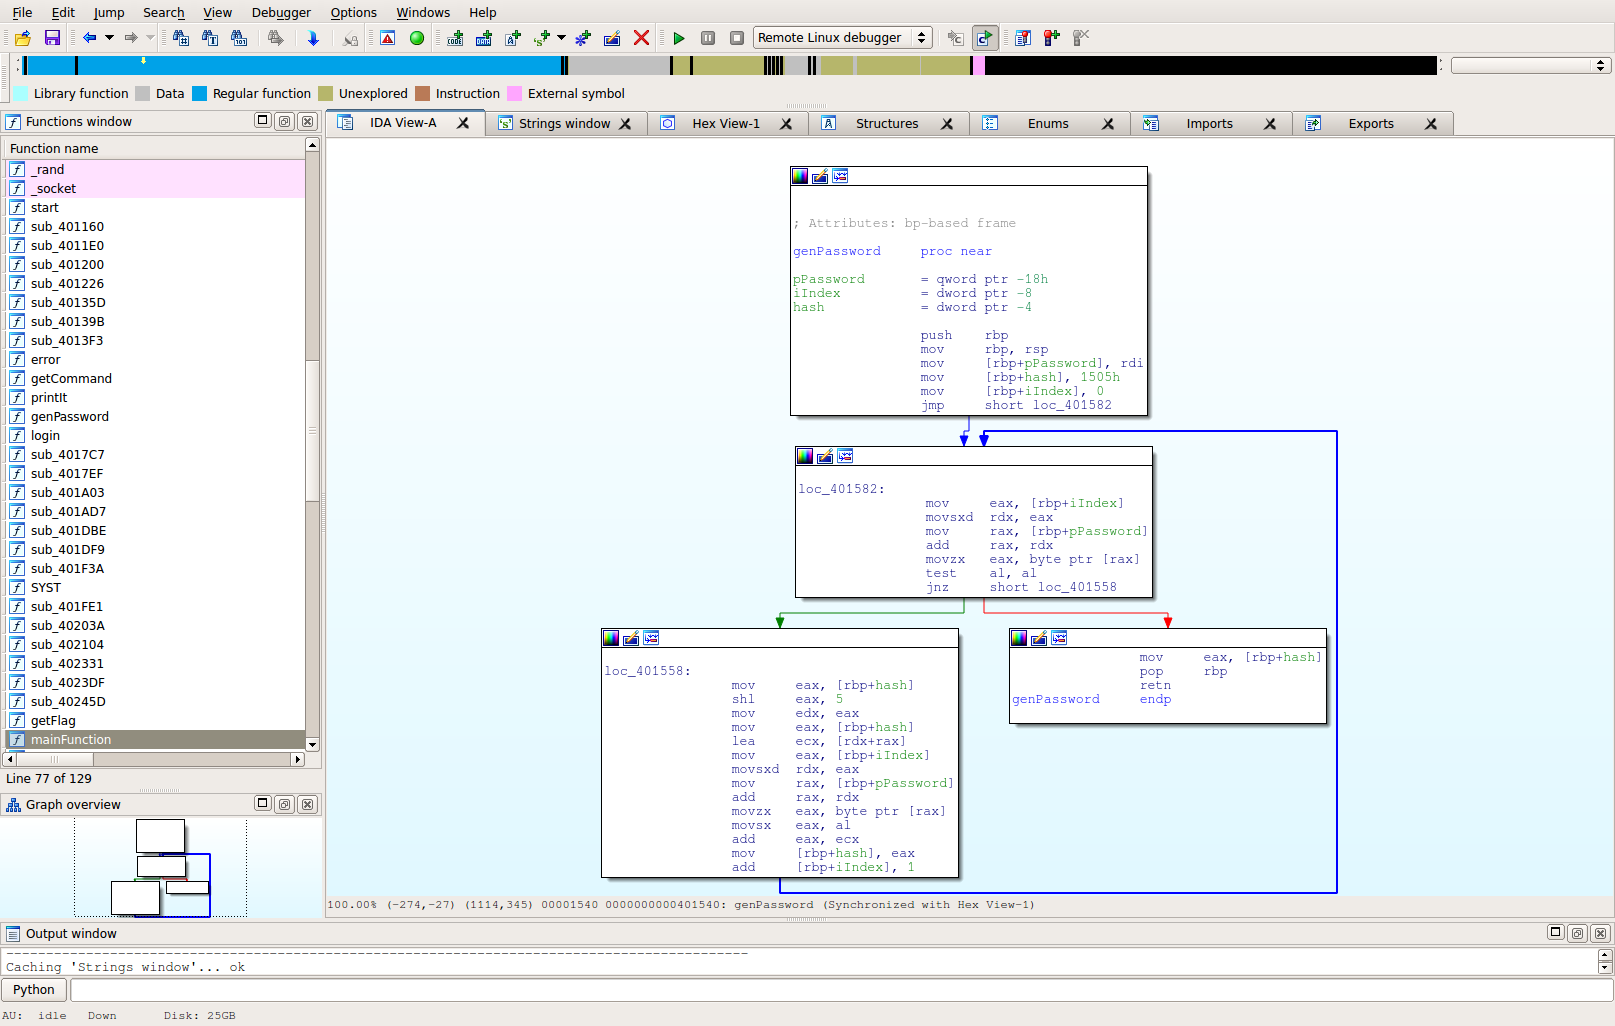 File Edit Jump Search View Debugger Options Windows Help
Remote Linux debugger
Library function Data Regular function Unexplored Instruction External symbol
Functions window
Function name
_rand
_socket
start
sub_401160
sub_4011E0
sub_401200
sub_401226
sub_40135D
sub_40139B
sub_4013F3
error
getCommand
printIt
genPassword
login
sub_4017C7
sub_4017EF
sub_401A03
sub_401AD7
sub_401DBE
sub_401DF9
sub_401F3A
SYST
sub_401FE1
sub_40203A
sub_402104
sub_402331
sub_4023DF
sub_40245D
getFlag
mainFunction
Line 77 of 129
Graph overview
IDA View-A Strings window Hex View-1 Structures Enums Imports Exports
; Attributes: bp-based frame
genPassword proc near
pPassword = qword ptr -18h
iIndex = dword ptr -8
hash = dword ptr -4
push rbp
mov rbp, rsp
mov [rbp+pPassword], rdi
mov [rbp+hash], 1505h
mov [rbp+iIndex], 0
jmp short loc_401582
loc_401582:
mov eax, [rbp+iIndex]
movsxd rdx, eax
mov rax, [rbp+pPassword]
add rax, rdx
movzx eax, byte ptr [rax]
test al, al
jnz short loc_401558
loc_401558:
mov eax, [rbp+hash]
shl eax, 5
mov edx, eax
mov eax, [rbp+hash]
lea ecx, [rdx+rax]
mov eax, [rbp+iIndex]
movsxd rdx, eax
mov rax, [rbp+pPassword]
add rax, rdx
movzx eax, byte ptr [rax]
movsx eax, al
add eax, ecx
mov [rbp+hash], eax
add [rbp+iIndex], 1
mov eax, [rbp+hash]
pop rbp
retn
genPassword endp
100.00% (-274,-27) (1114,345) 00001540 0000000000401540: genPassword (Synchronized with Hex View-1)
Output window
Caching 'Strings window'... ok
Python
AU: idle Down Disk: 25GB